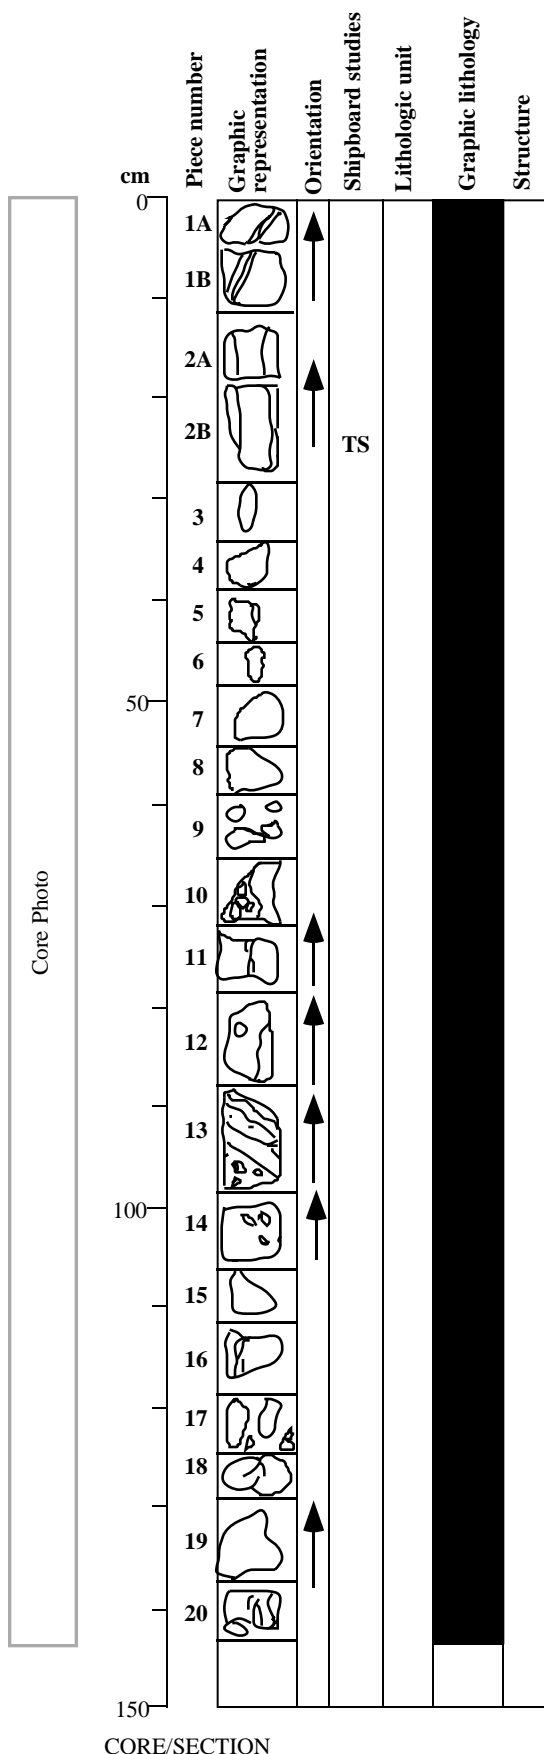 cm
Piece number
Graphic
representation
Orientation
Shipboard studies
Lithologic unit
Graphic lithology
Structure
0
1A
1B
2A
2B
TS
3
4
5
6
50
7
8
9
10
Core Photo
11
12
13
100
14
15
16
17
18
19
20
150
CORE/SECTION